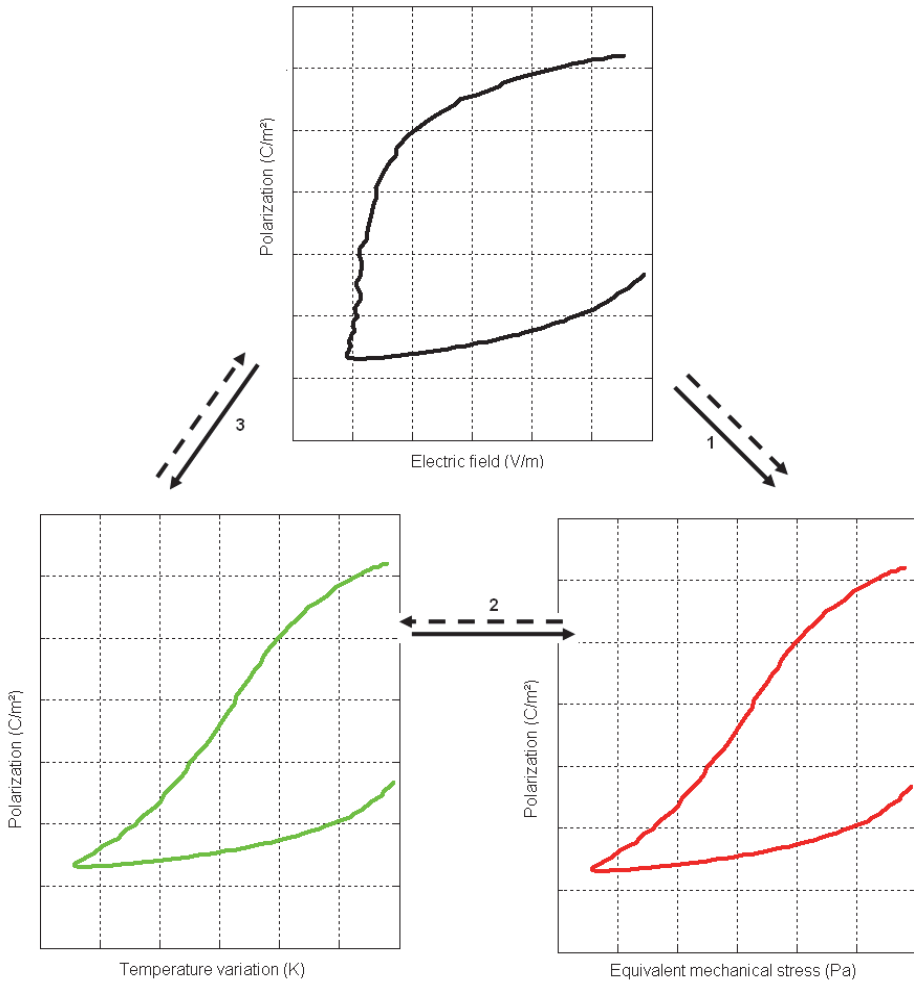 Polarization (C/m²)
Electric field (V/m)
3
1
2
Polarization (C/m²)
Temperature variation (K)
Polarization (C/m²)
Equivalent mechanical stress (Pa)